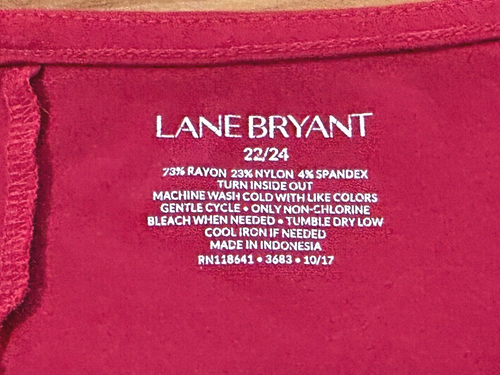 LANE BRYANT
22/24
73% RAYON 23% NYLON 4% SPANDEX
TURN INSIDE OUT
MACHINE WASH COLD WITH LIKE COLORS
GENTLE CYCLE • ONLY NON-CHLORINE
BLEACH WHEN NEEDED • TUMBLE DRY LOW
COOL IRON IF NEEDED
MADE IN INDONESIA
RN118641 • 3683 • 10/17